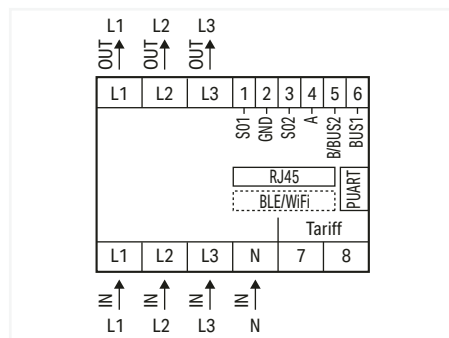 L1 L2 L3
OUT OUT OUT
L1 L2 L3 1 2 3 4 5 6
S01 GND S02 A B/BUS2 BUS1
RJ45
BLE/WiFi
PUART
Tariff
L1 L2 L3 N 7 8
IN IN IN IN
L1 L2 L3 N